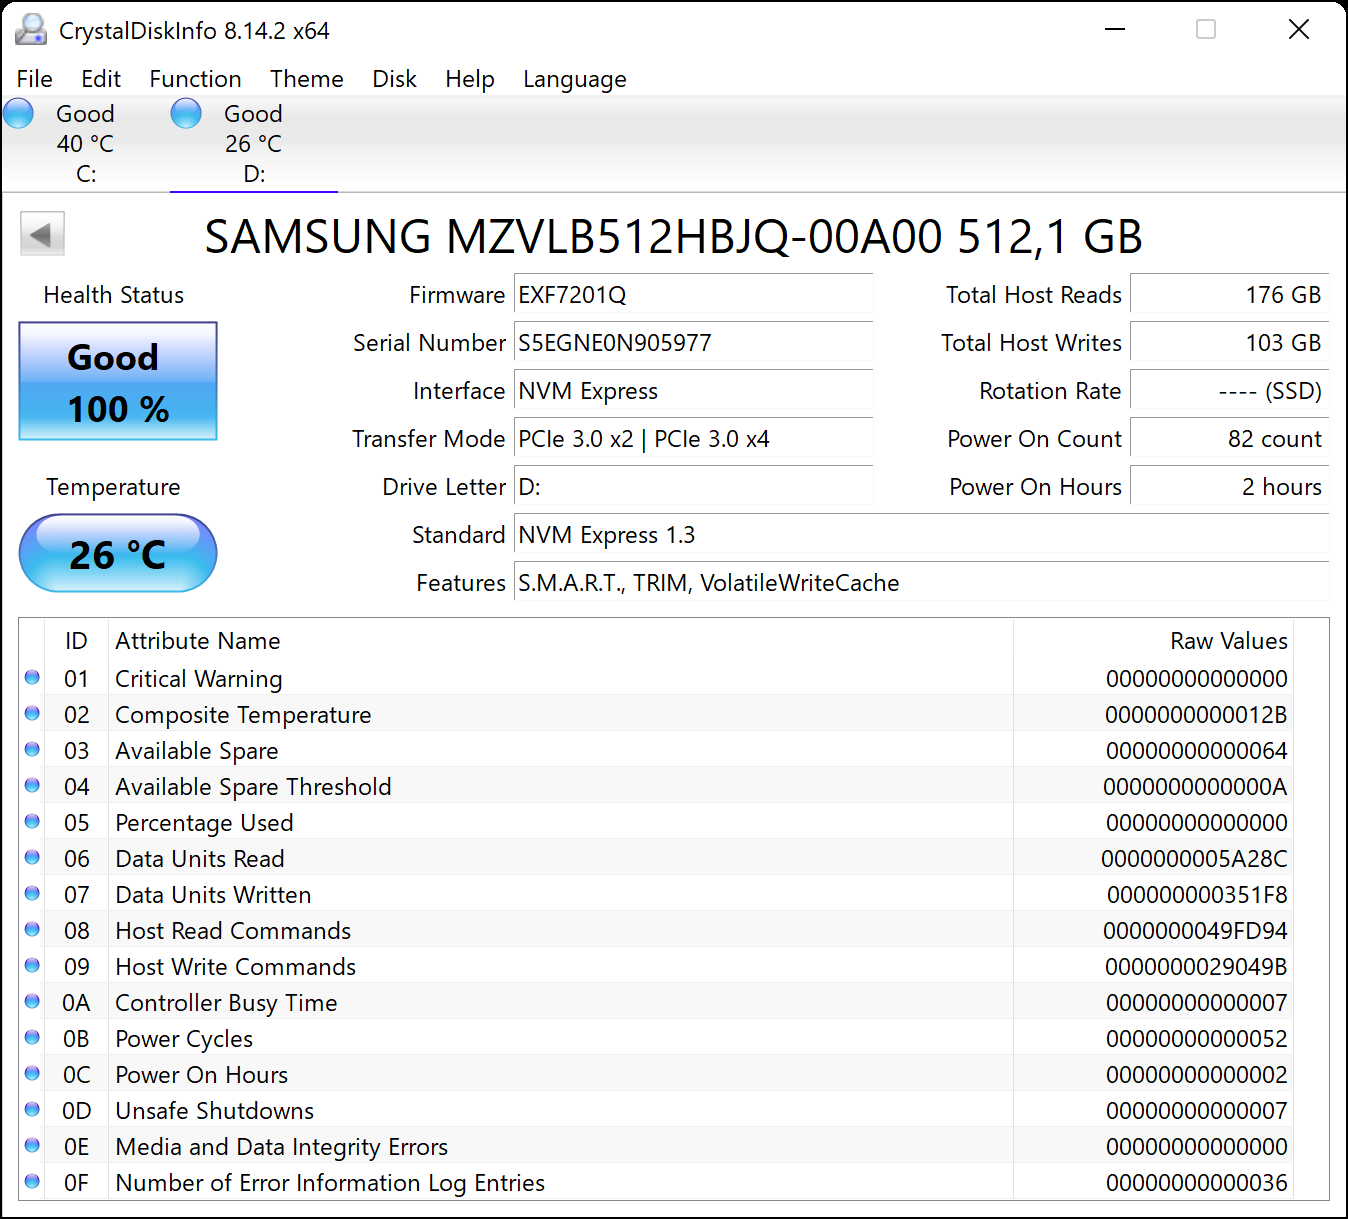 CrystalDiskInfo 8.14.2 x64
File Edit Function Theme Disk Help Language
Good Good
40 °C 26 °C
C: D:
SAMSUNG MZVLB512HBJQ-00A00 512,1 GB
Health Status
Good
100 %
Temperature
26 °C
Firmware EXF7201Q Total Host Reads 176 GB
Serial Number S5EGNE0N905977 Total Host Writes 103 GB
Interface NVM Express Rotation Rate ---- (SSD)
Transfer Mode PCIe 3.0 x2 | PCIe 3.0 x4 Power On Count 82 count
Drive Letter D: Power On Hours 2 hours
Standard NVM Express 1.3
Features S.M.A.R.T., TRIM, VolatileWriteCache
ID Attribute Name Raw Values
01 Critical Warning 00000000000000
02 Composite Temperature 0000000000012B
03 Available Spare 00000000000064
04 Available Spare Threshold 0000000000000A
05 Percentage Used 00000000000000
06 Data Units Read 0000000005A28C
07 Data Units Written 000000000351F8
08 Host Read Commands 0000000049FD94
09 Host Write Commands 0000000029049B
0A Controller Busy Time 00000000000007
0B Power Cycles 00000000000052
0C Power On Hours 00000000000002
0D Unsafe Shutdowns 00000000000007
0E Media and Data Integrity Errors 00000000000000
0F Number of Error Information Log Entries 00000000000036